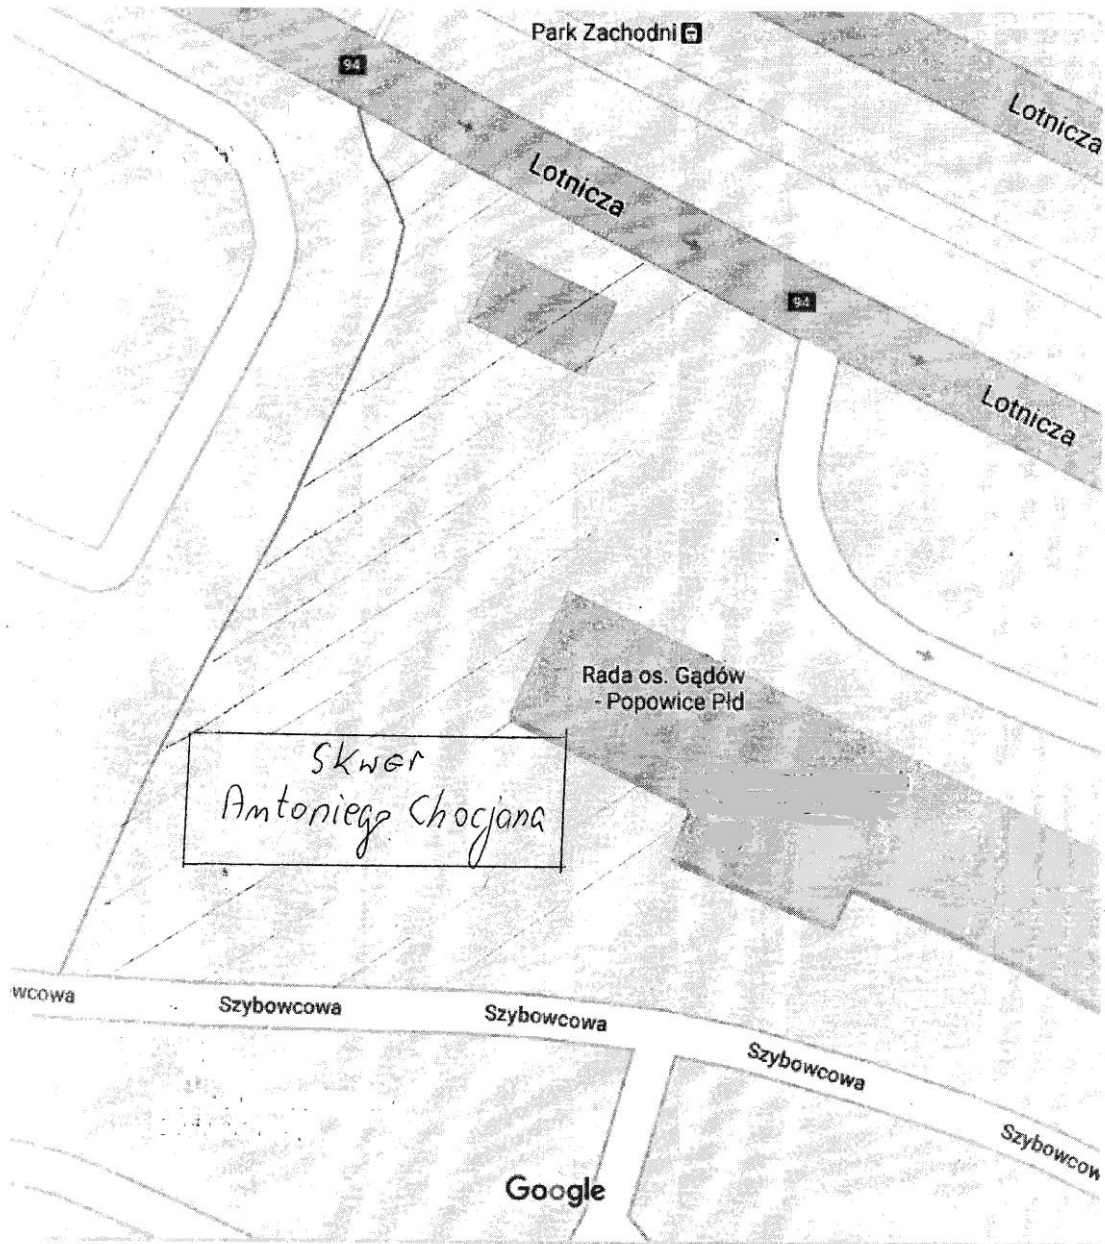 Park Zachodni
94
Lotnicza
Lotnicza
94
Lotnicza
Rada os. Gądów
- Popowice Płd
Skwer
Antoniego Chocjana
wcowa
Szybowcowa
Szybowcowa
Szybowcowa
Szybowcow
Google